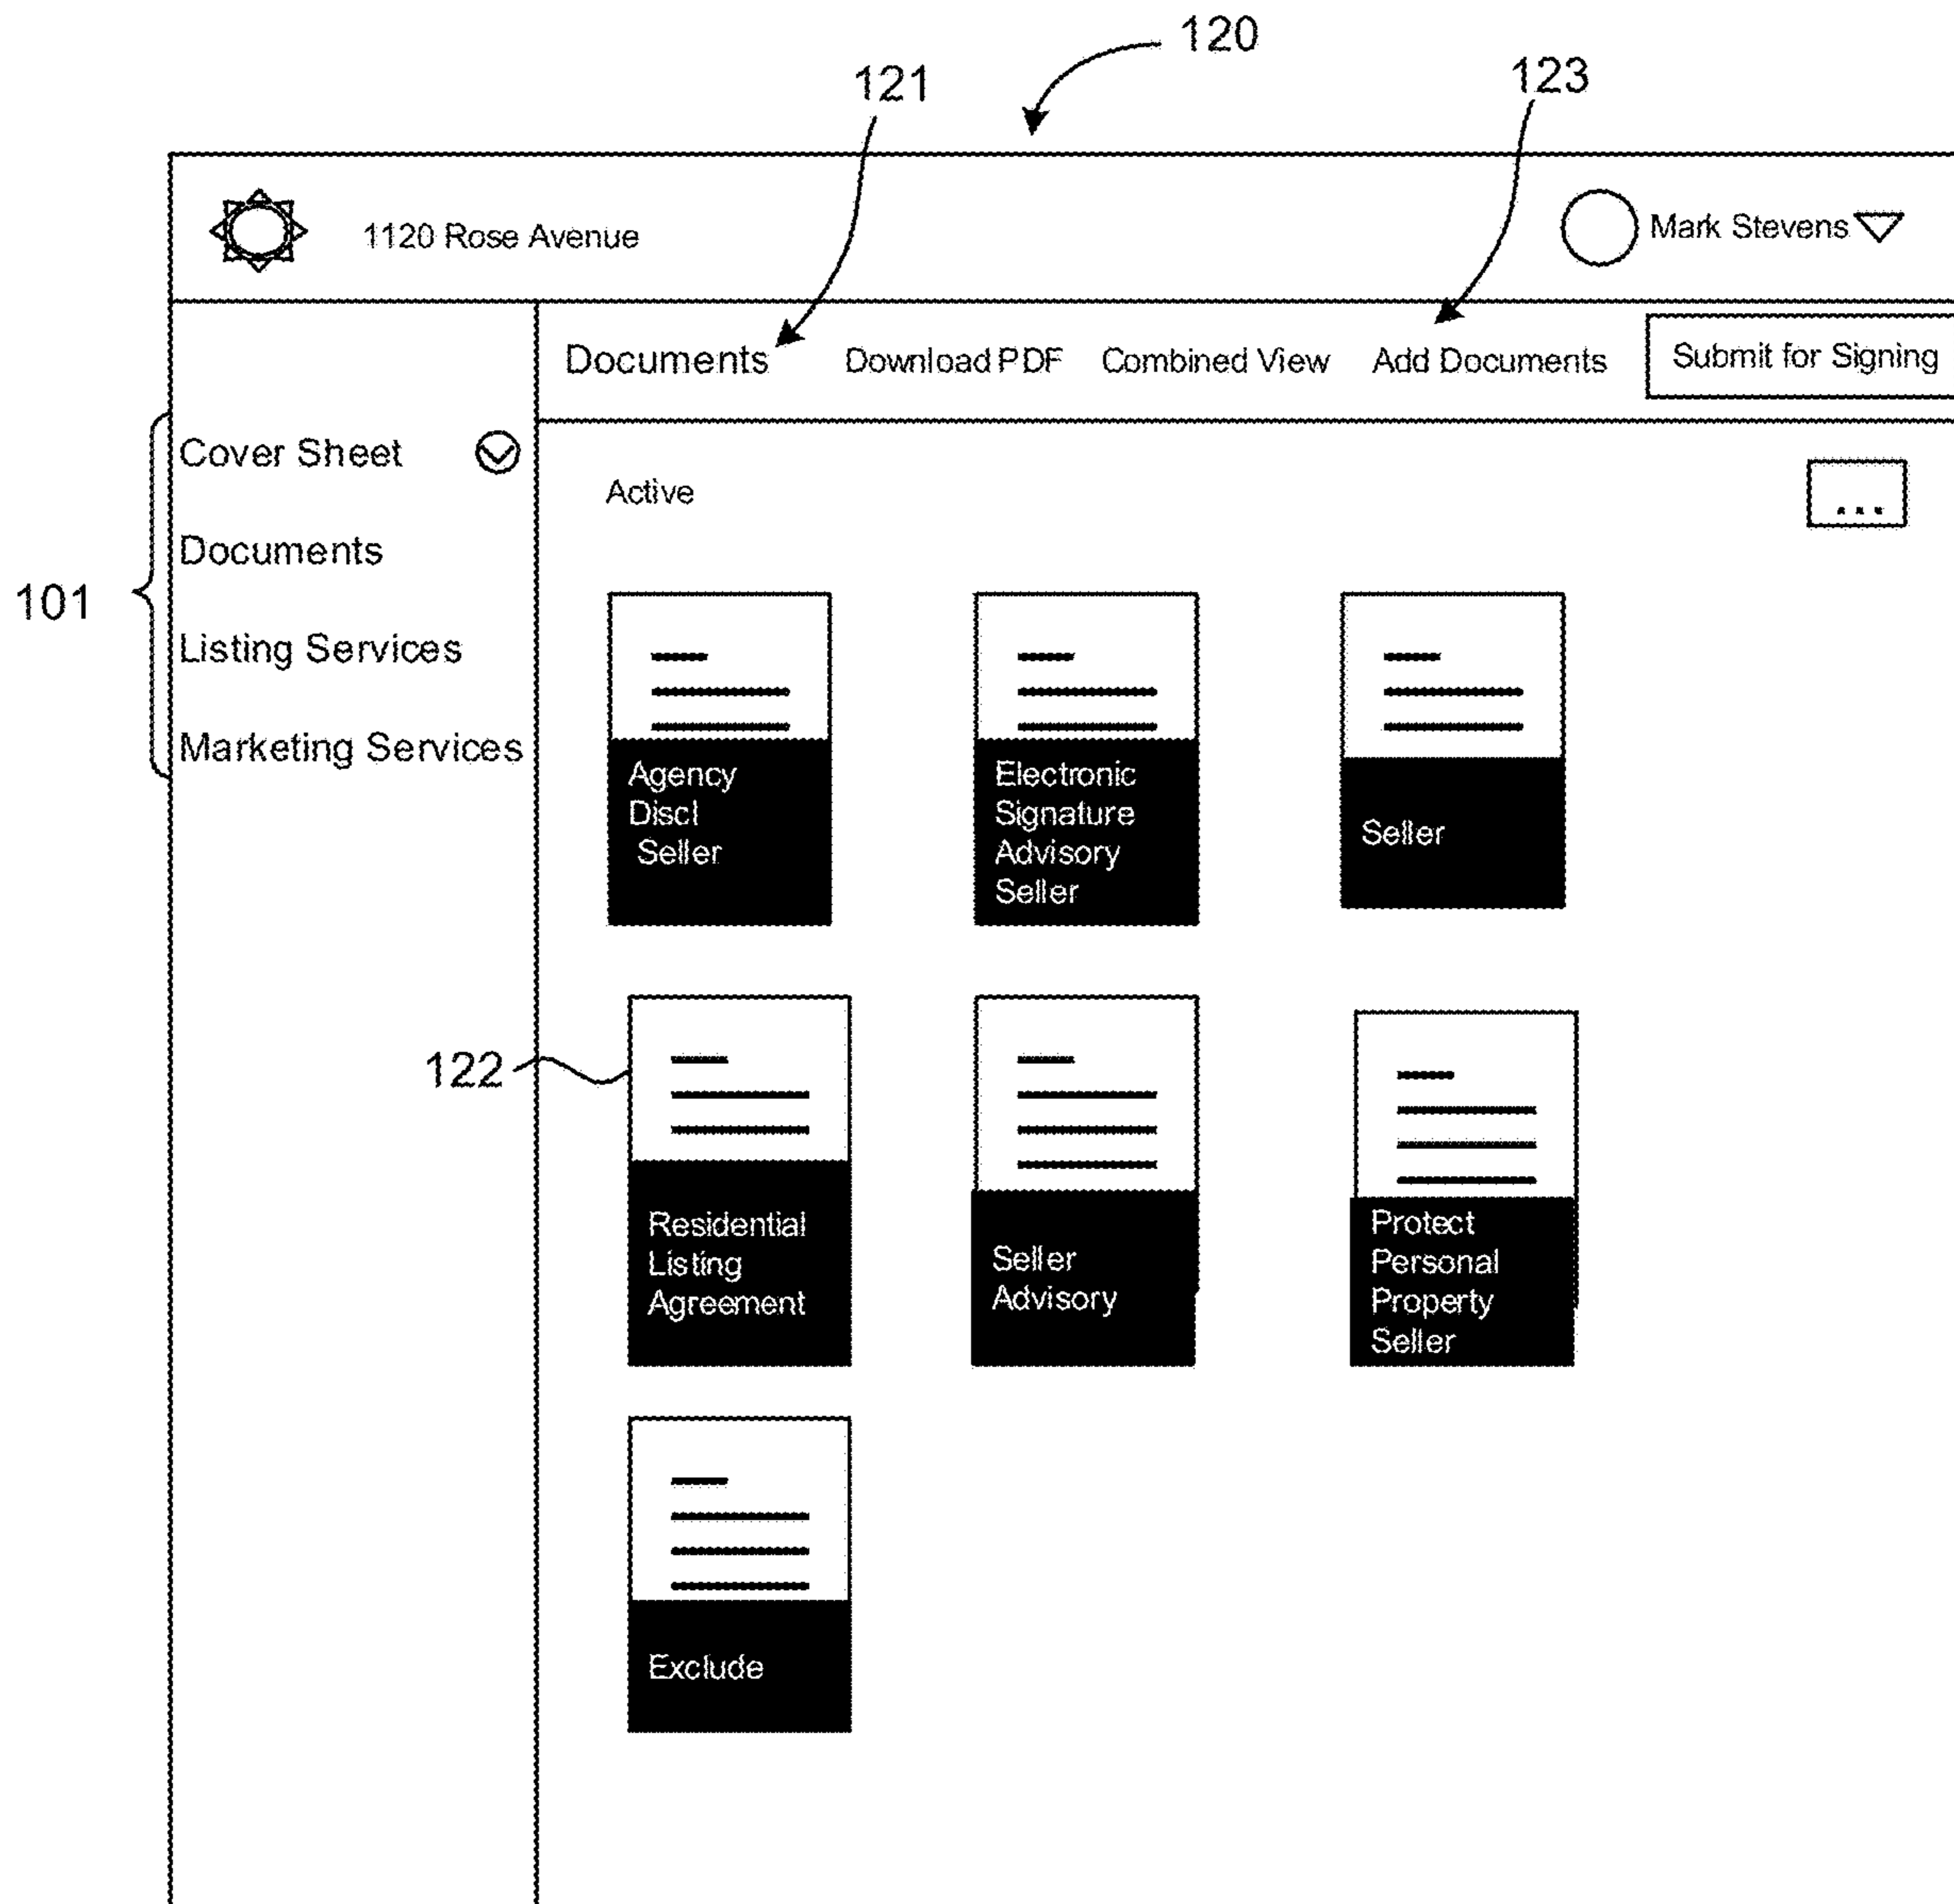 120
121
123
1120 Rose Avenue
Mark Stevens
Documents
Download PDF
Combined View
Add Documents
Submit for Signing
101
Cover Sheet
Documents
Listing Services
Marketing Services
Active
...
Agency
Discl
Seller
Electronic
Signature
Advisory
Seller
Seller
122
Residential
Listing
Agreement
Seller
Advisory
Protect
Personal
Property
Seller
Exclude